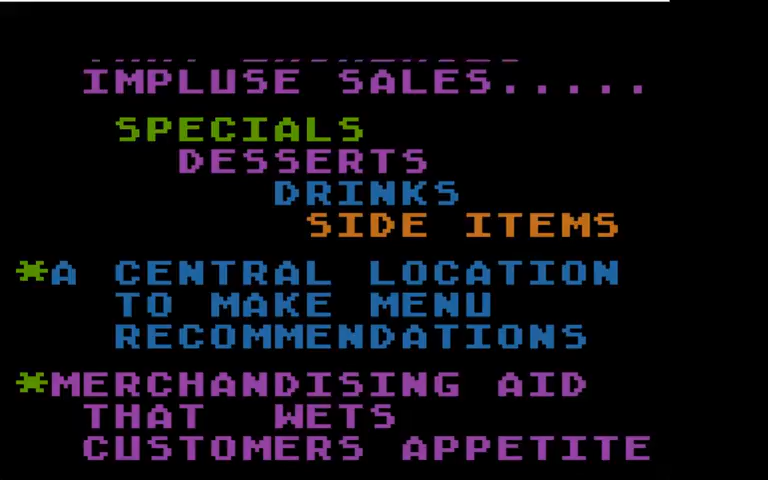 IMPLUSE SALES.....
SPECIALS
DESSERTS
DRINKS
SIDE ITEMS
*A CENTRAL LOCATION
TO MAKE MENU
RECOMMENDATIONS
*MERCHANDISING AID
THAT WETS
CUSTOMERS APPETITE